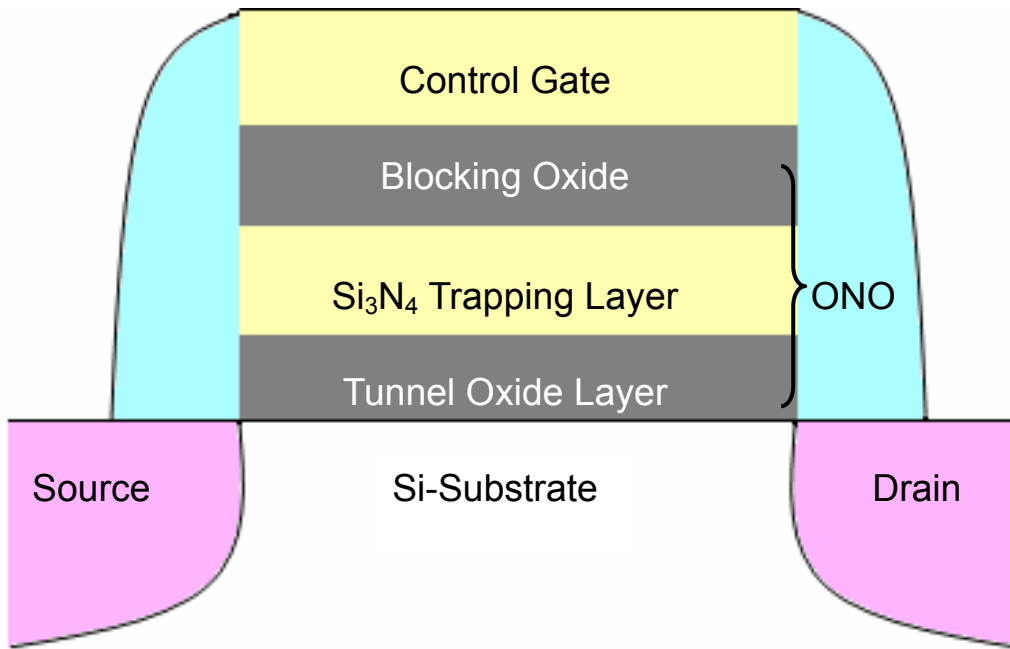 Control Gate
Blocking Oxide
Si₃N₄ Trapping Layer
ONO
Tunnel Oxide Layer
Source
Si-Substrate
Drain